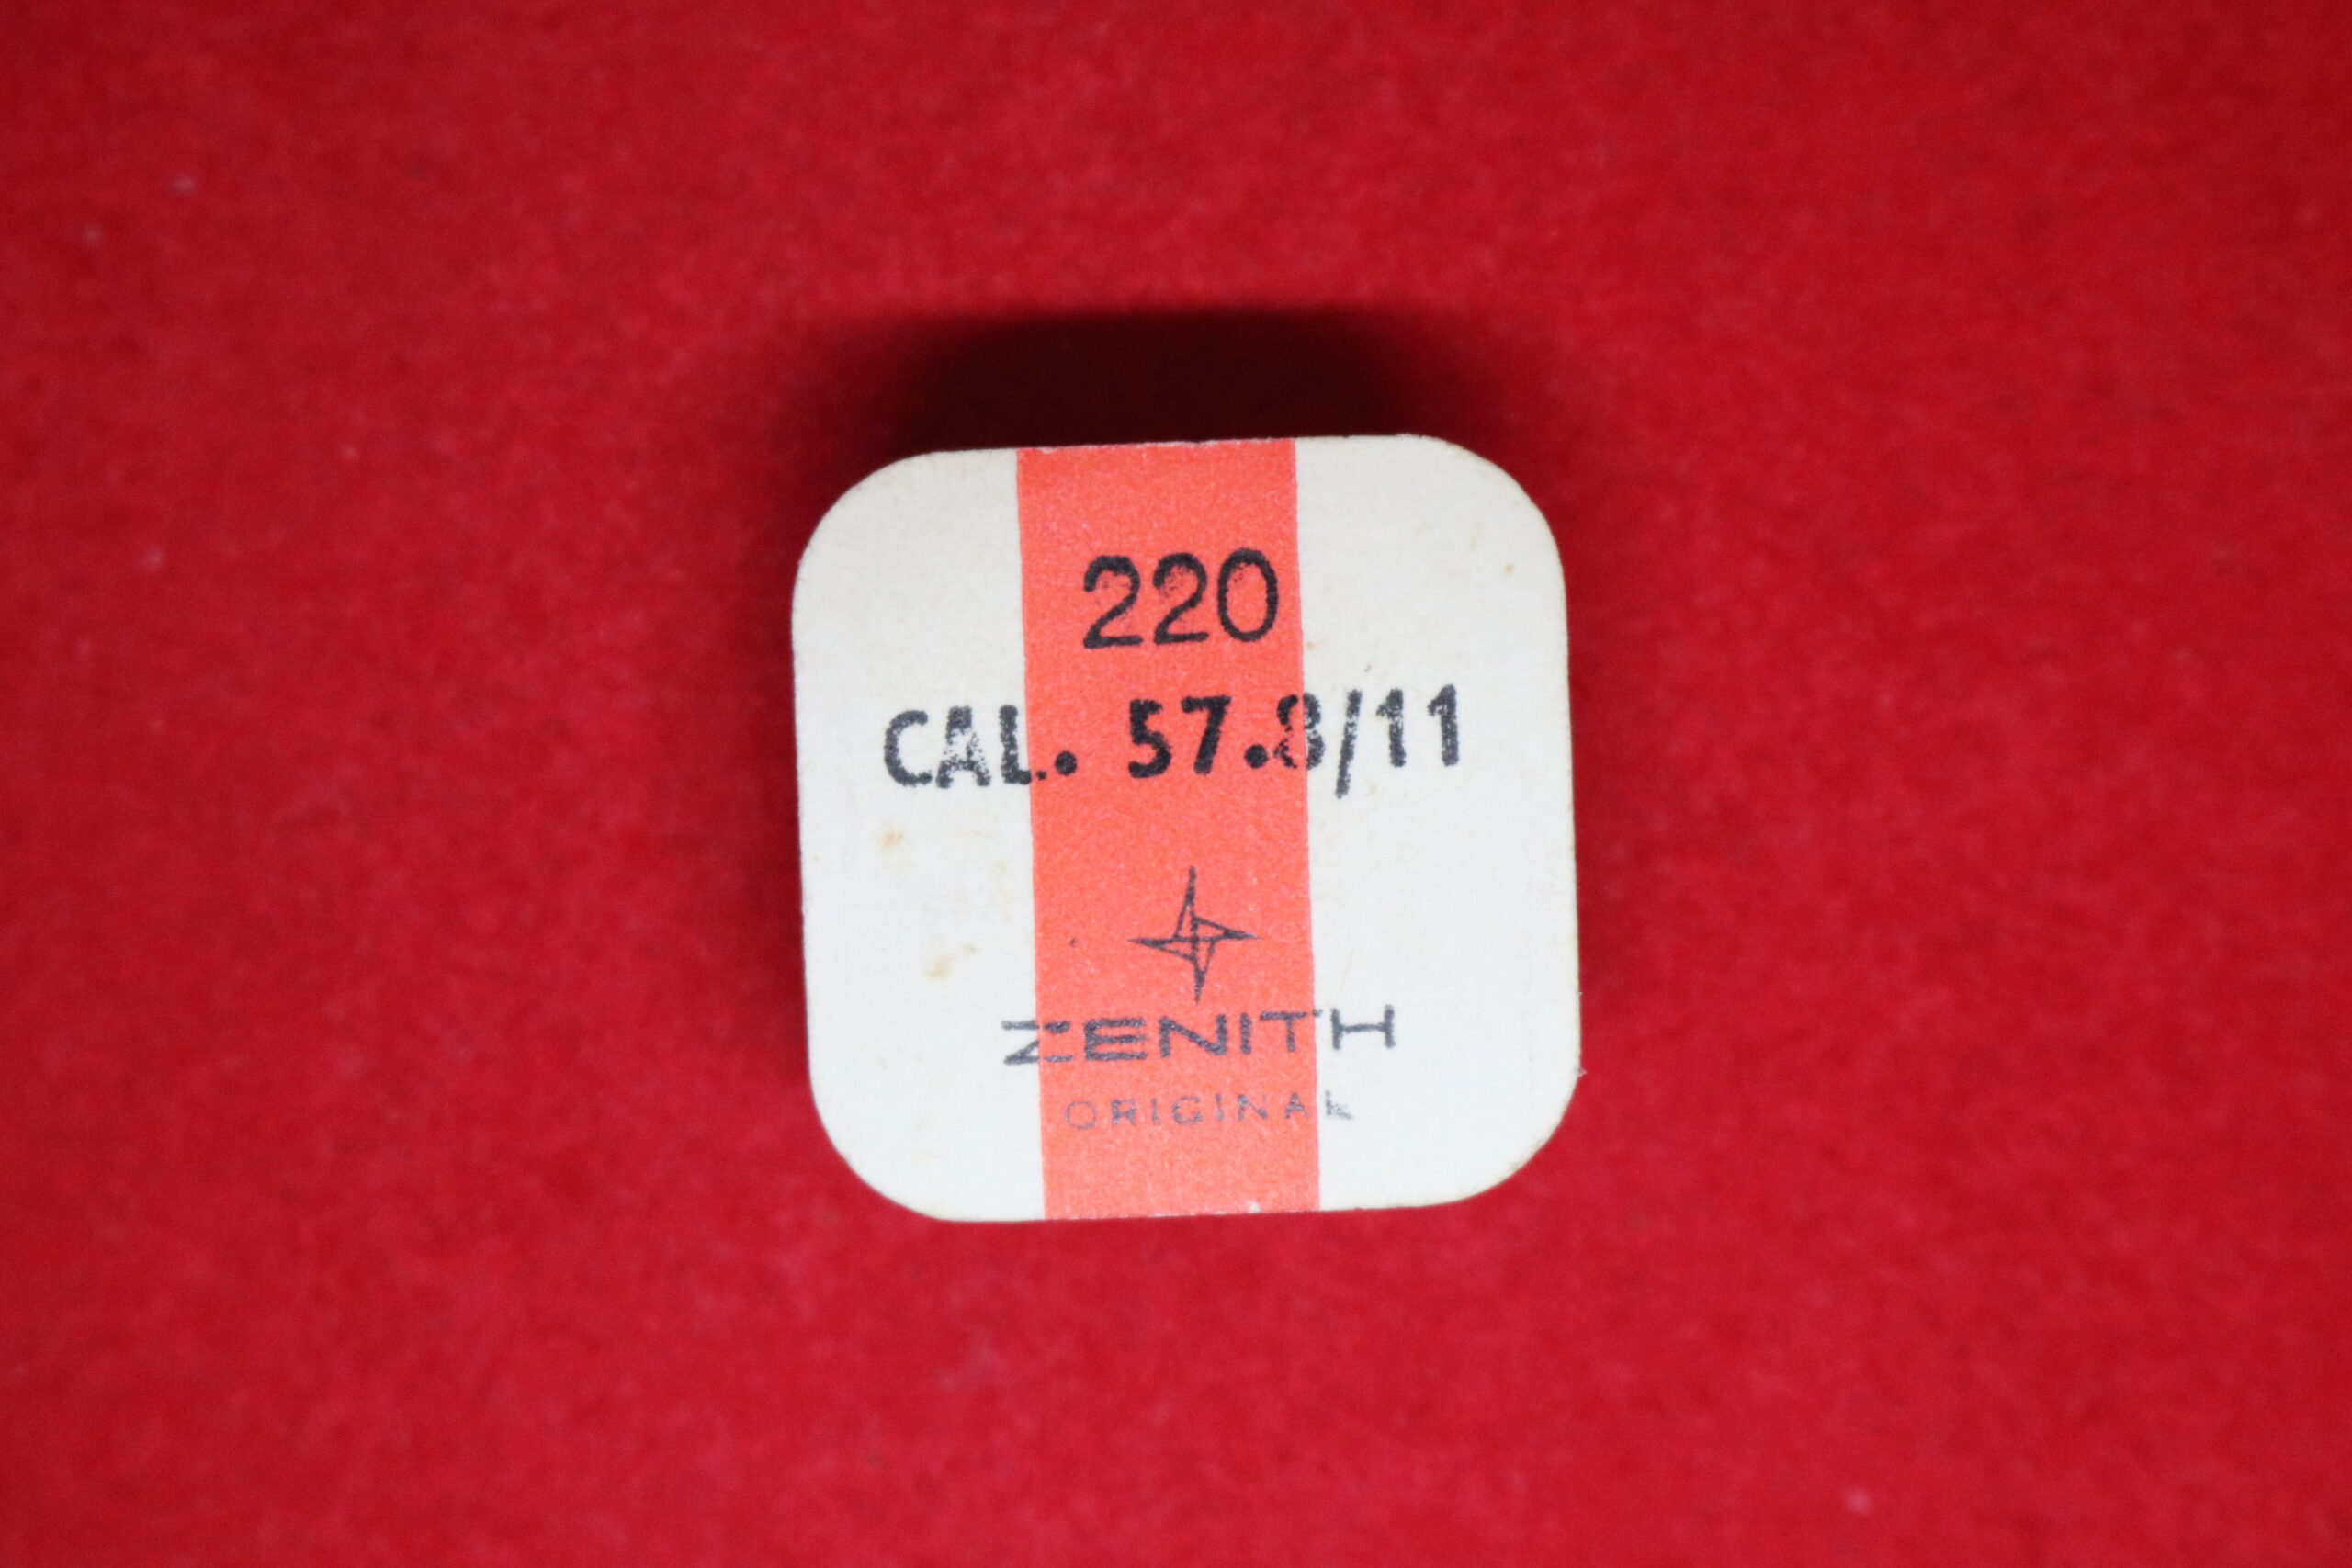 220
CAL. 57.8/11
ZENITH
ORIGINAL